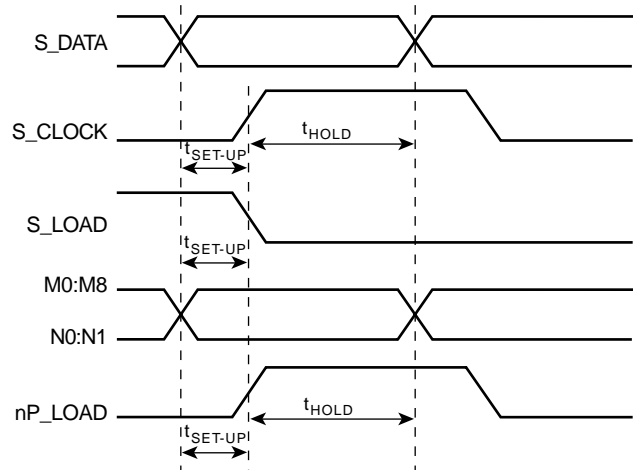 S_DATA
S_CLOCK
tHOLD
tSET-UP
S_LOAD
tSET-UP
M0:M8
N0:N1
nP_LOAD
tHOLD
tSET-UP